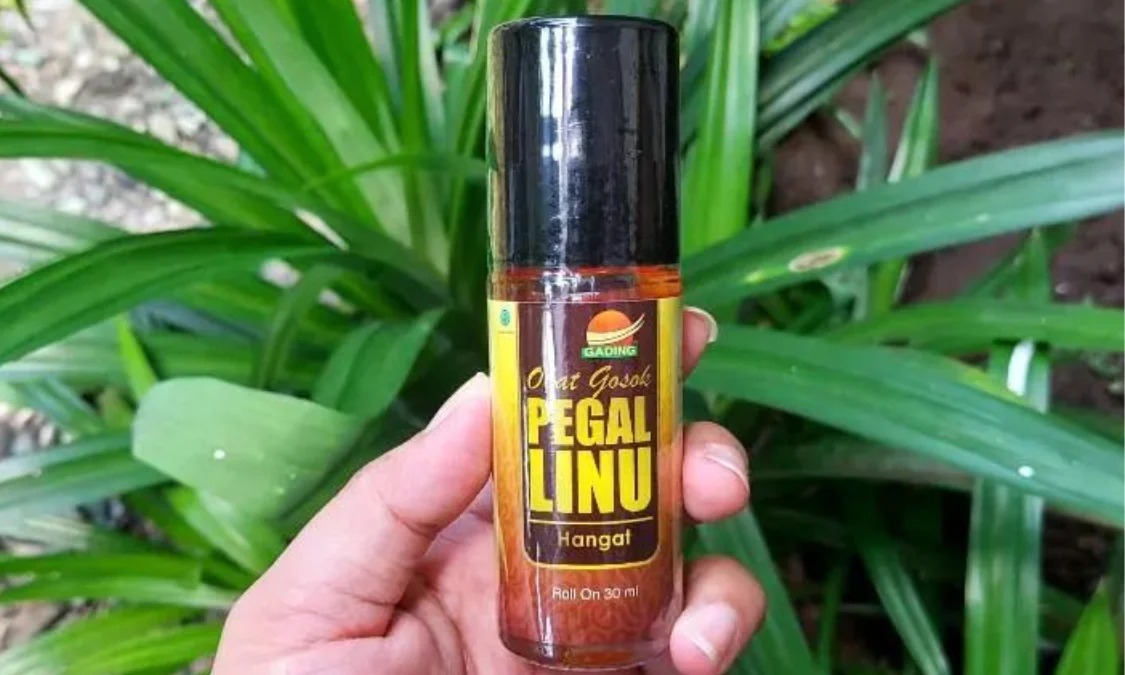 GADING
Obat Gosok
PEGAL
LINU
Hangat
Roll On 30 ml